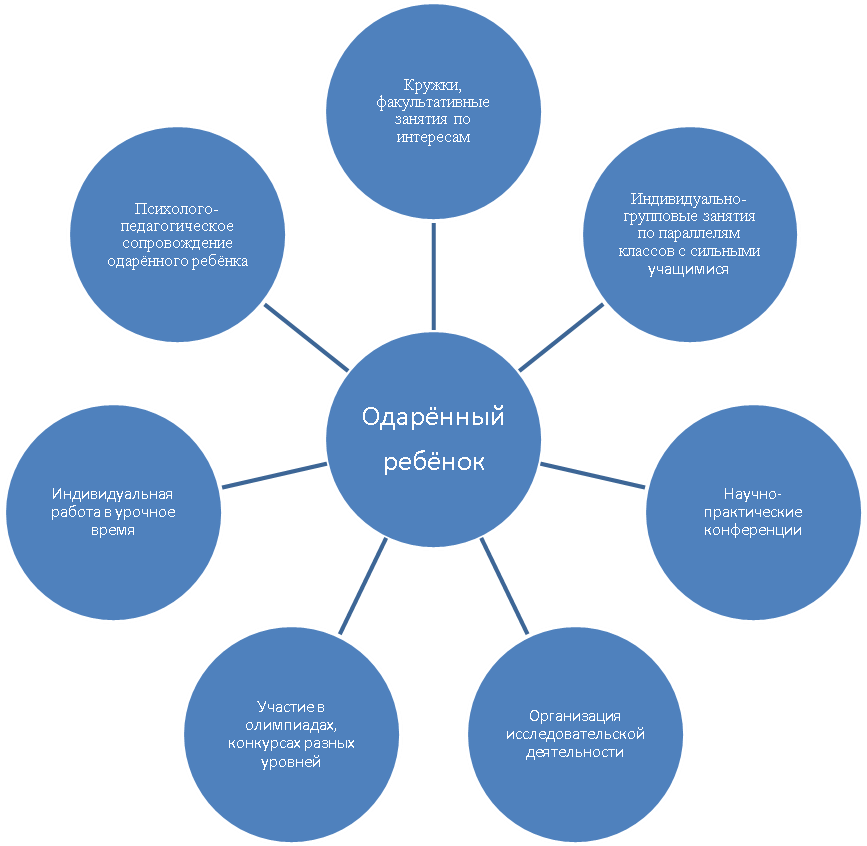 Кружки,
факультативные
занятия по
интересам
Индивидуально-
групповые занятия
по параллелям
классов с сильными
учащимися
Психолого-
педагогическое
сопровождение
одарённого ребёнка
Одарённый
ребёнок
Индивидуальная
работа в урочное
время
Научно-
практические
конференции
Участие в
олимпиадах,
конкурсах разных
уровней
Организация
исследовательской
деятельности